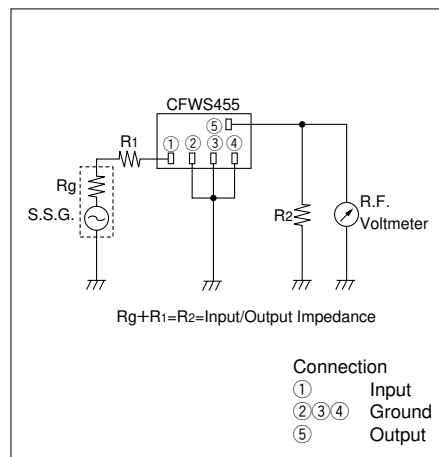 CFWS455
⑤
R1
① ② ③ ④
Rg
S.S.G.
R2
R.F.
Voltmeter
Rg+R1=R2=Input/Output Impedance
Connection
① Input
②③④ Ground
⑤ Output